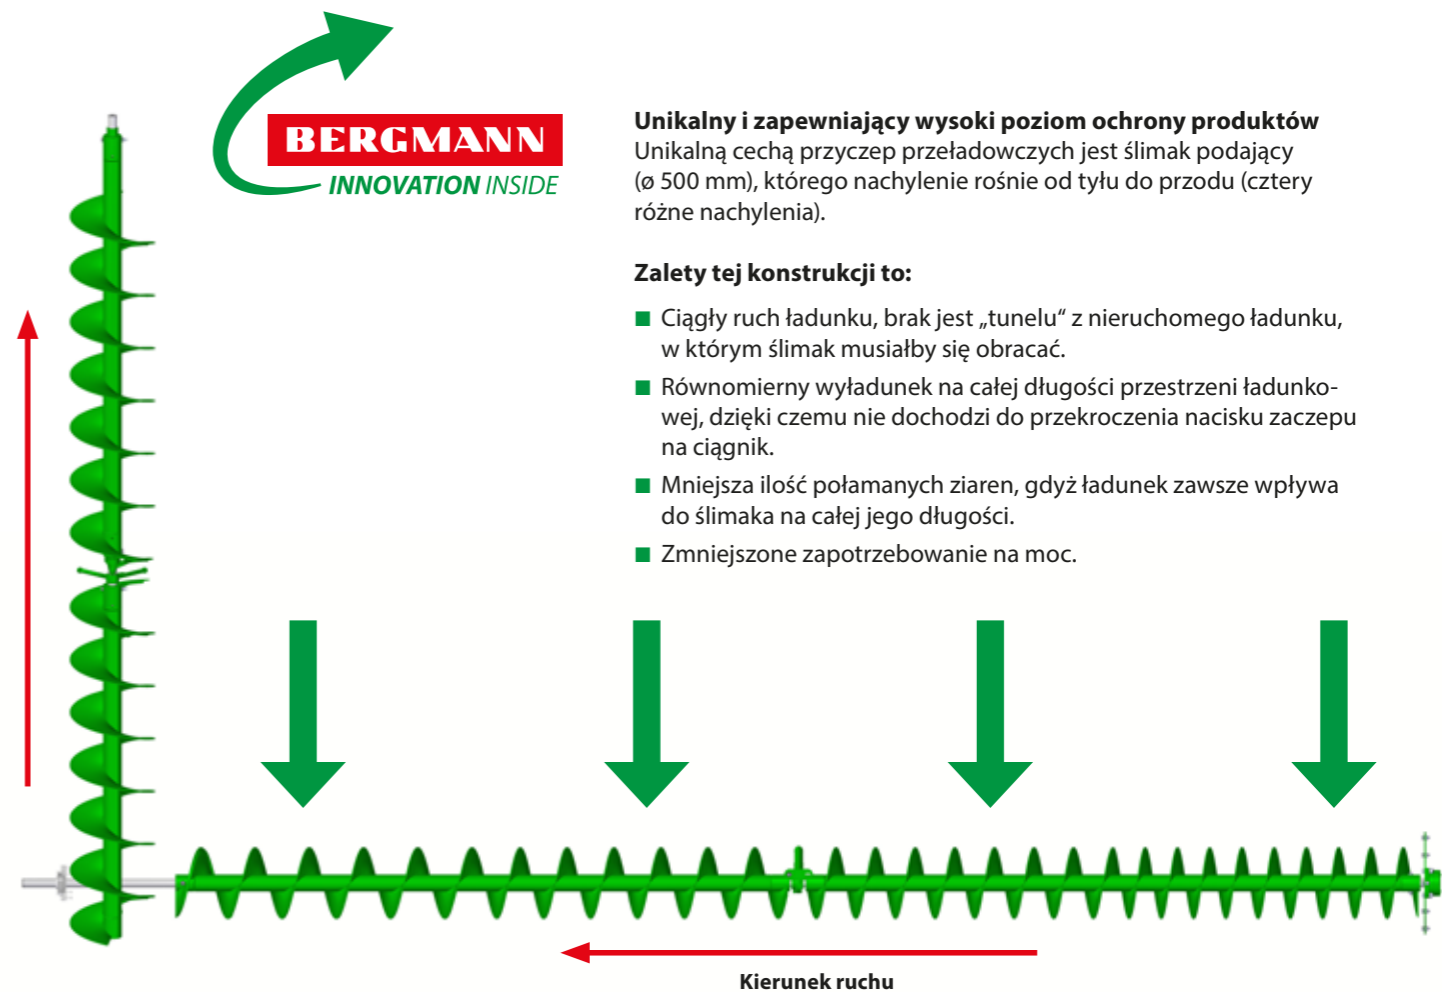 BERGMANN
INNOVATION INSIDE
Unikalny i zapewniający wysoki poziom ochrony produktów
Unikalną cechą przyczep przeładowczych jest ślimak podający
(ø 500 mm), którego nachylenie rośnie od tyłu do przodu (cztery
różne nachylenia).
Zalety tej konstrukcji to:
■ Ciągły ruch ładunku, brak jest „tunelu“ z nieruchomego ładunku,
w którym ślimak musiałby się obracać.
■ Równomierny wyładunek na całej długości przestrzeni ładunko-
wej, dzięki czemu nie dochodzi do przekroczenia nacisku zaczepu
na ciągnik.
■ Mniejsza ilość połamanych ziaren, gdyż ładunek zawsze wpływa
do ślimaka na całej jego długości.
■ Zmniejszone zapotrzebowanie na moc.
Kierunek ruchu